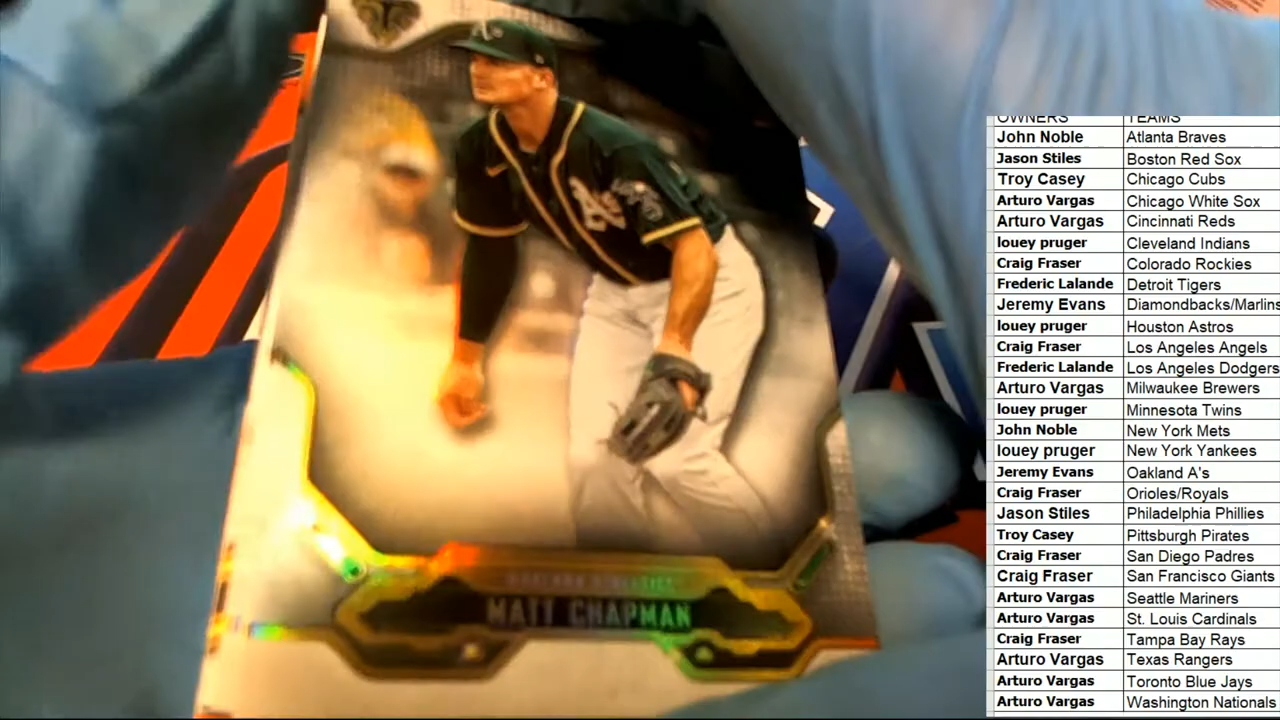 A's
A's
OAKLAND ATHLETICS
MATT CHAPMAN
OWNERS TEAMS
John Noble Atlanta Braves
Jason Stiles Boston Red Sox
Troy Casey Chicago Cubs
Arturo Vargas Chicago White Sox
Arturo Vargas Cincinnati Reds
louey pruger Cleveland Indians
Craig Fraser Colorado Rockies
Frederic Lalande Detroit Tigers
Jeremy Evans Diamondbacks/Marlins
louey pruger Houston Astros
Craig Fraser Los Angeles Angels
Frederic Lalande Los Angeles Dodgers
Arturo Vargas Milwaukee Brewers
louey pruger Minnesota Twins
John Noble New York Mets
louey pruger New York Yankees
Jeremy Evans Oakland A's
Craig Fraser Orioles/Royals
Jason Stiles Philadelphia Phillies
Troy Casey Pittsburgh Pirates
Craig Fraser San Diego Padres
Craig Fraser San Francisco Giants
Arturo Vargas Seattle Mariners
Arturo Vargas St. Louis Cardinals
Craig Fraser Tampa Bay Rays
Arturo Vargas Texas Rangers
Arturo Vargas Toronto Blue Jays
Arturo Vargas Washington Nationals